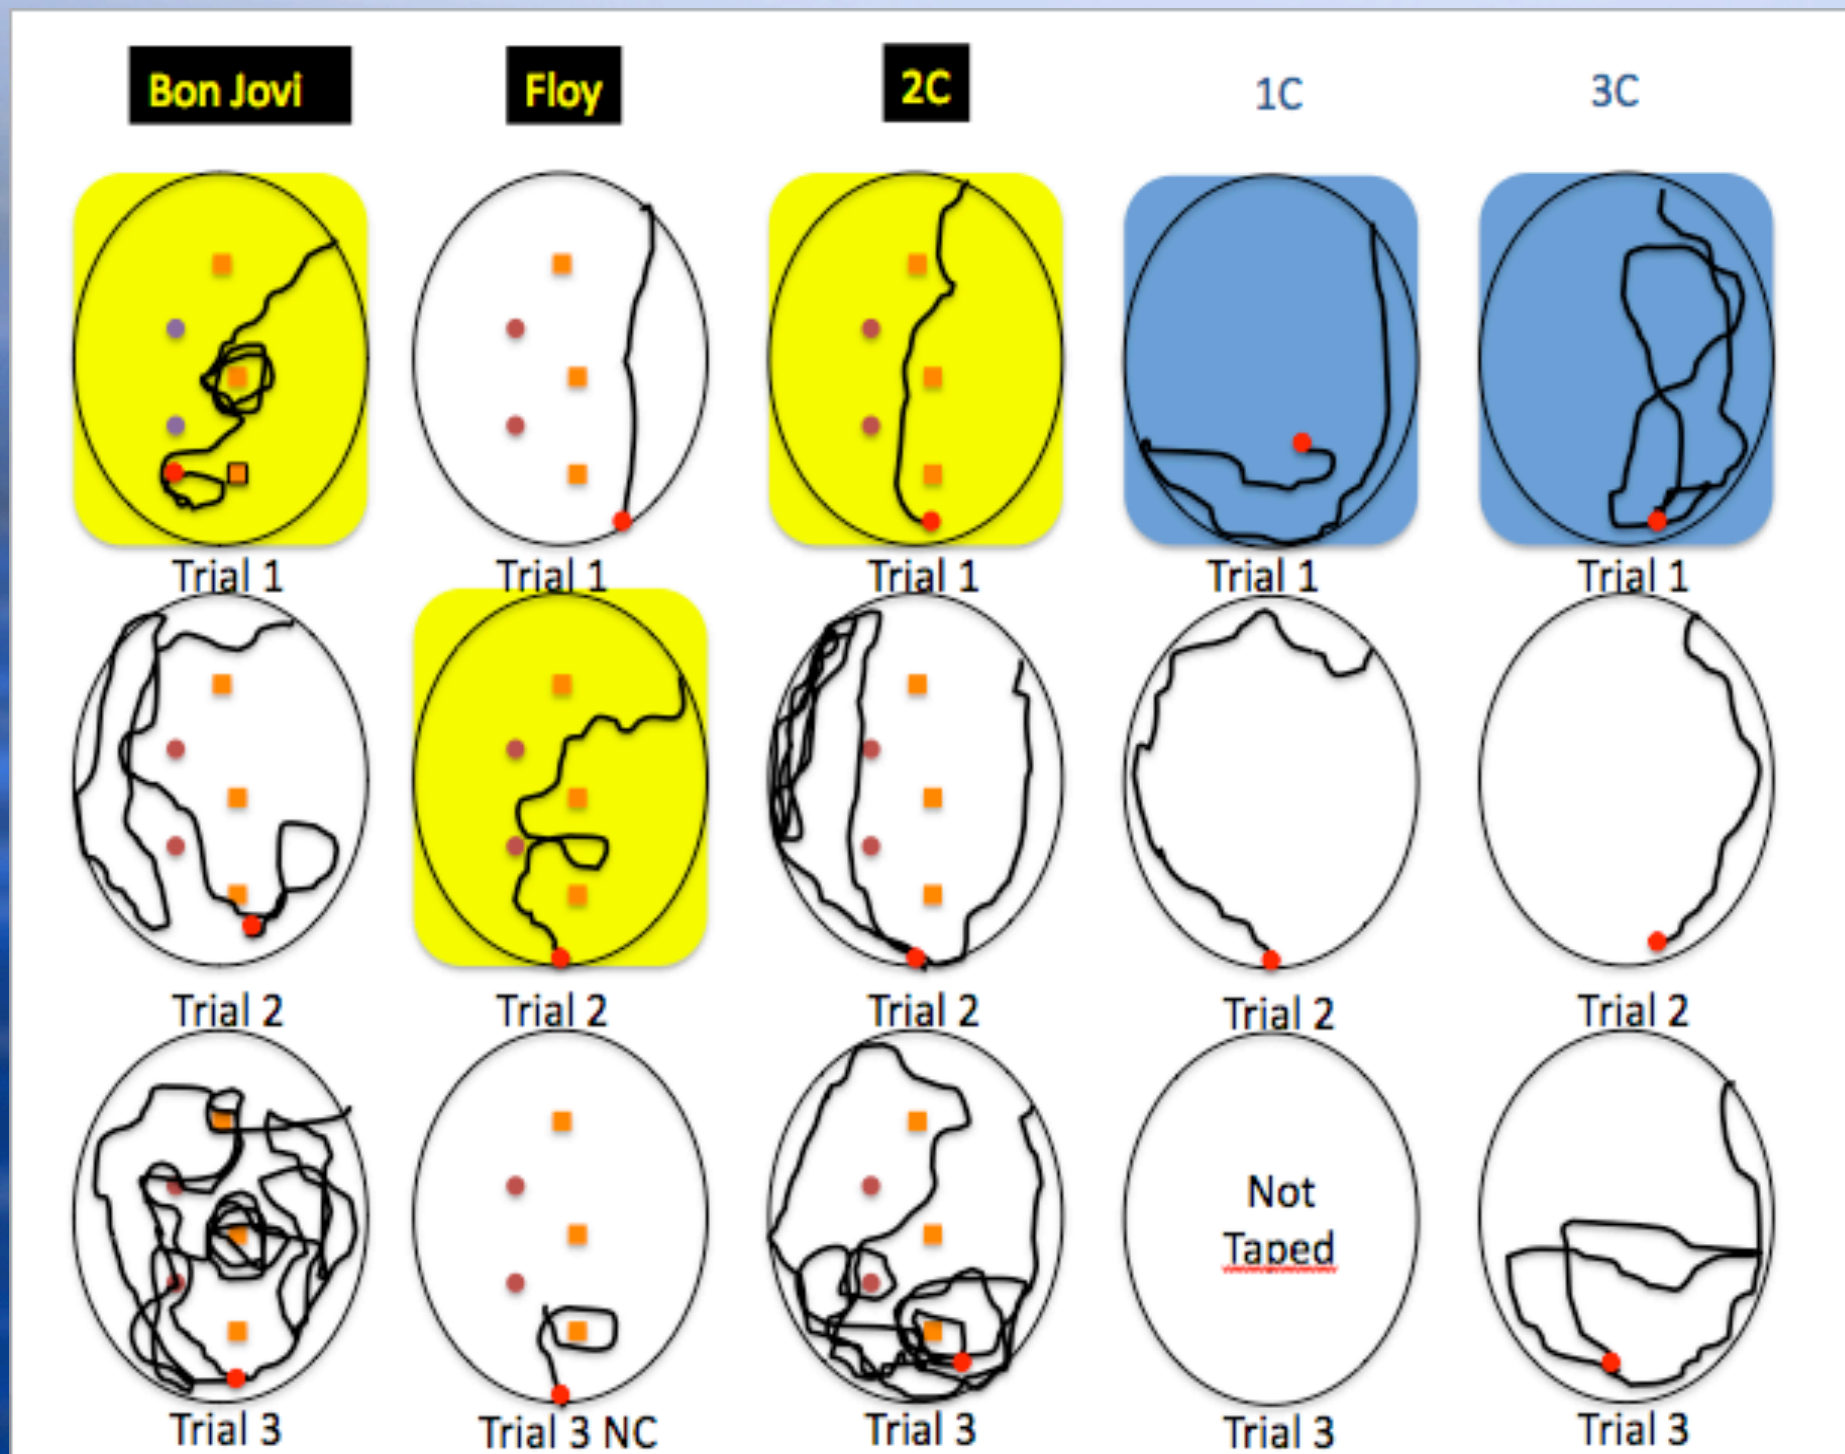 Bon Jovi Floy 2C 1C 3C
Trial 1 Trial 1 Trial 1 Trial 1 Trial 1
Trial 2 Trial 2 Trial 2 Trial 2 Trial 2
Not
Taped
Trial 3 Trial 3 NC Trial 3 Trial 3 Trial 3